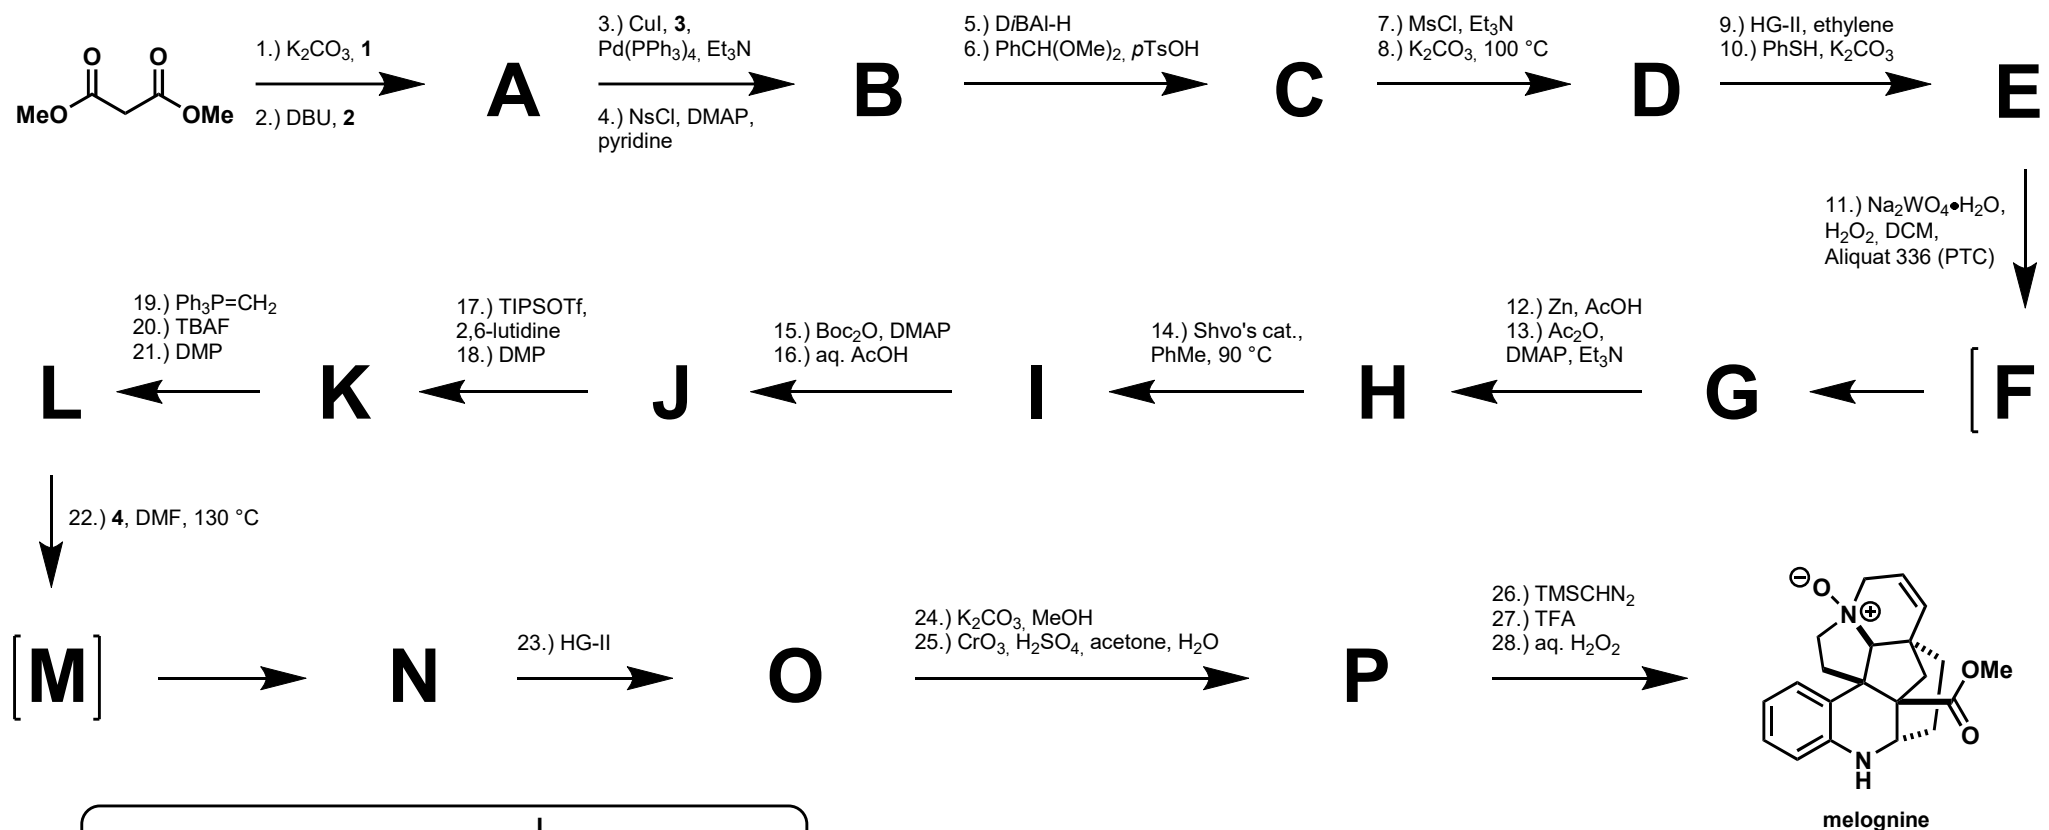 O O
MeO OMe
1.) K₂CO₃, 1
2.) DBU, 2
A
3.) CuI, 3,
Pd(PPh₃)₄, Et₃N
4.) NsCl, DMAP,
pyridine
B
5.) DiBAl-H
6.) PhCH(OMe)₂, pTsOH
C
7.) MsCl, Et₃N
8.) K₂CO₃, 100 °C
D
9.) HG-II, ethylene
10.) PhSH, K₂CO₃
E
11.) Na₂WO₄•H₂O,
H₂O₂, DCM,
Aliquat 336 (PTC)
[F
G
12.) Zn, AcOH
13.) Ac₂O,
DMAP, Et₃N
H
14.) Shvo's cat.,
PhMe, 90 °C
I
15.) Boc₂O, DMAP
16.) aq. AcOH
J
17.) TIPSOTf,
2,6-lutidine
18.) DMP
K
19.) Ph₃P=CH₂
20.) TBAF
21.) DMP
L
22.) 4, DMF, 130 °C
[M]
N
23.) HG-II
O
24.) K₂CO₃, MeOH
25.) CrO₃, H₂SO₄, acetone, H₂O
P
26.) TMSCHN₂
27.) TFA
28.) aq. H₂O₂
⊖O
N⊕
OMe
O
N
H
melognine